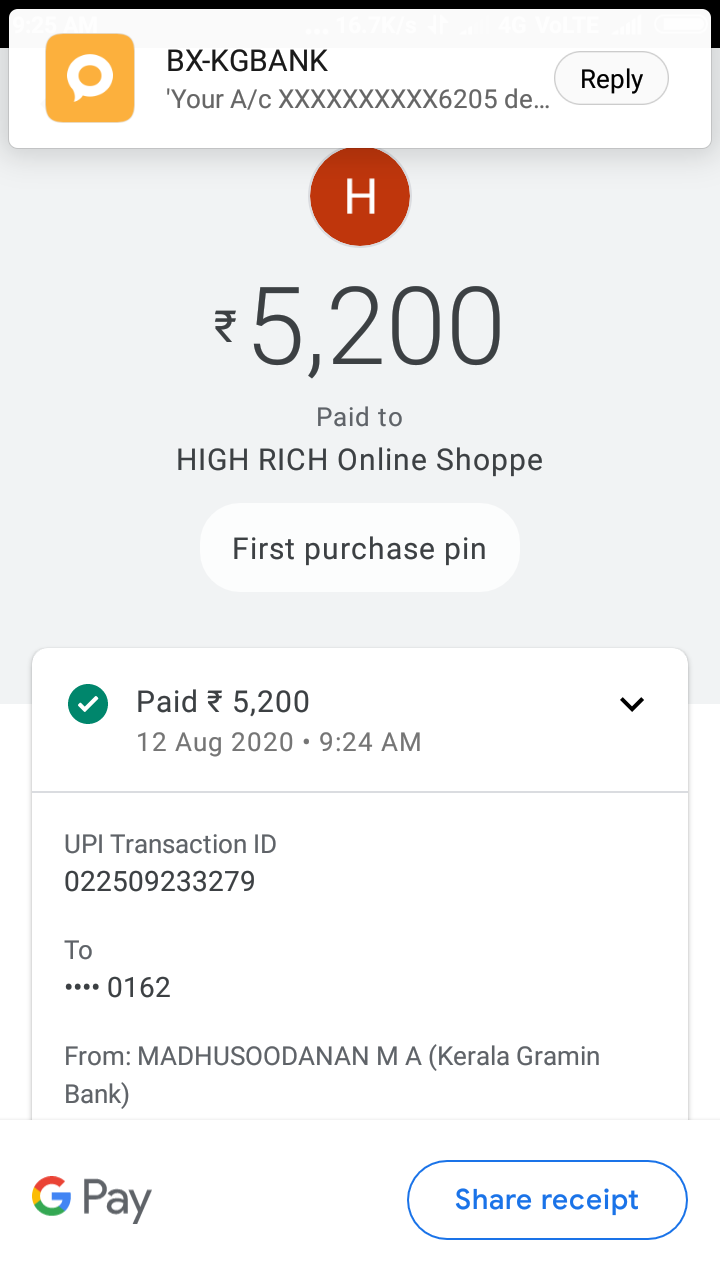 9:25 AM ... 16.7K/s 4G VoLTE
BX-KGBANK
'Your A/c XXXXXXXXXX6205 de...
Reply
H
₹5,200
Paid to
HIGH RICH Online Shoppe
First purchase pin
Paid ₹ 5,200
12 Aug 2020 • 9:24 AM
UPI Transaction ID
022509233279
To
•••• 0162
From: MADHUSOODANAN M A (Kerala Gramin
Bank)
G Pay
Share receipt